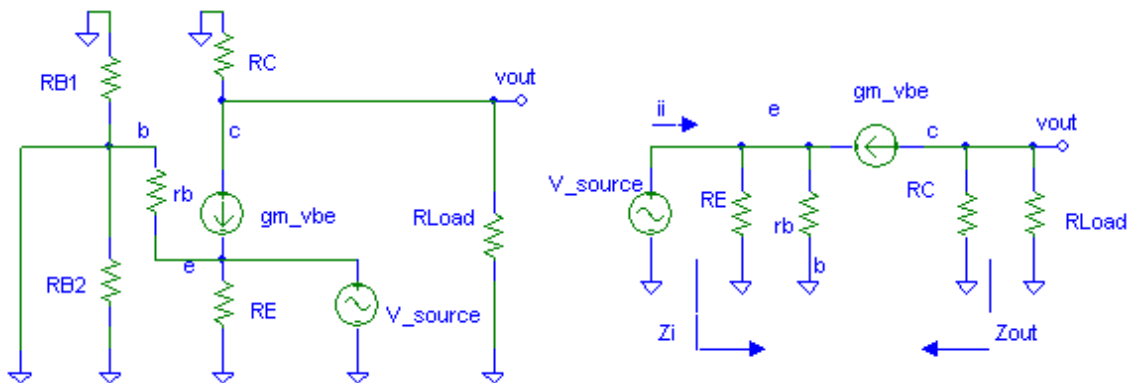 RC
RB1
vout
b
c
rb
gm_vbe
RLoad
e
RB2
RE
V_source
gm_vbe
ii
e
c
vout
V_source
RE
RC
rb
RLoad
b
Zi
Zout